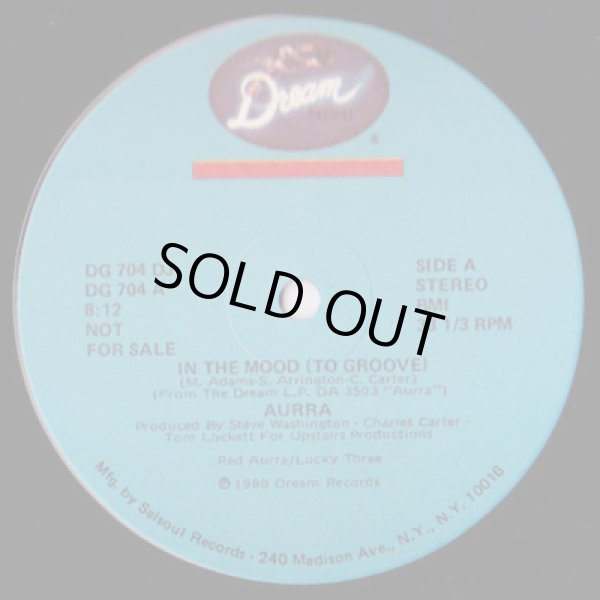 Dream
DG 704 DJ
DG 704 A
8:12
NOT
FOR SALE
SIDE A
STEREO
BMI
1/3 RPM
SOLD OUT
IN THE MOOD (TO GROOVE)
(M. Adams-S. Arrington-C. Carter)
(From The Dream L.P. DA 3503 "Aurra")
AURRA
Produced By Steve Washington - Charles Carter -
Tom Lockett For Upstairs Productions
Red Aurra/Lucky Three
℗ 1980 Dream Records
Mfg. by Salsoul Records · 240 Madison Ave., N.Y., N.Y. 10016